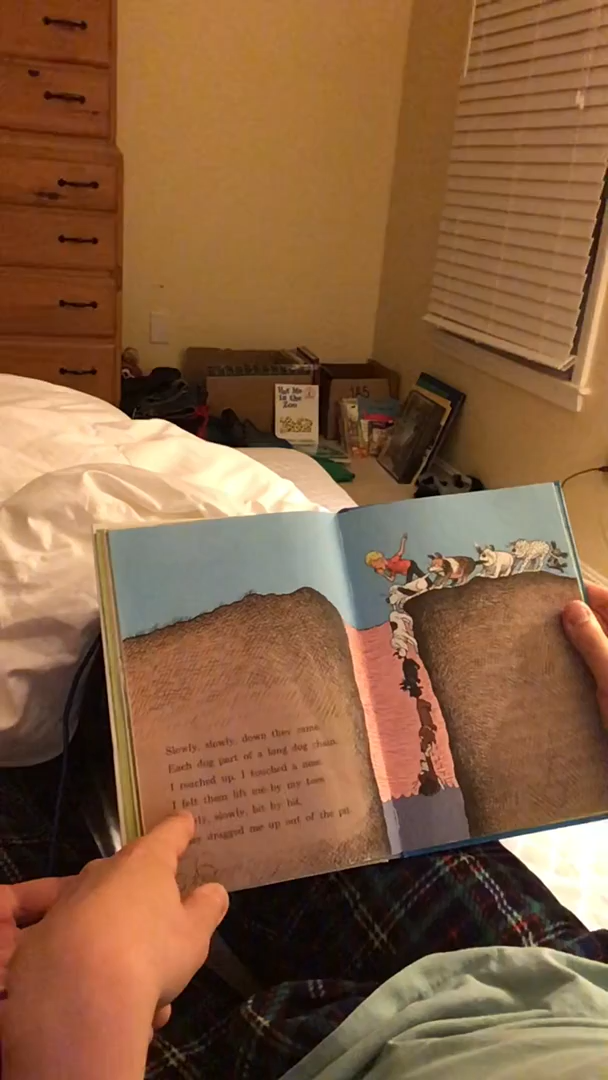 Put Me
in the
Zoo
Slowly, slowly, down they came.
Each dog part of a long dog chain.
I reached up. I touched a nose.
I felt them lift me by my toes.
slowly, bit by bit,
dragged me up out of the pit.